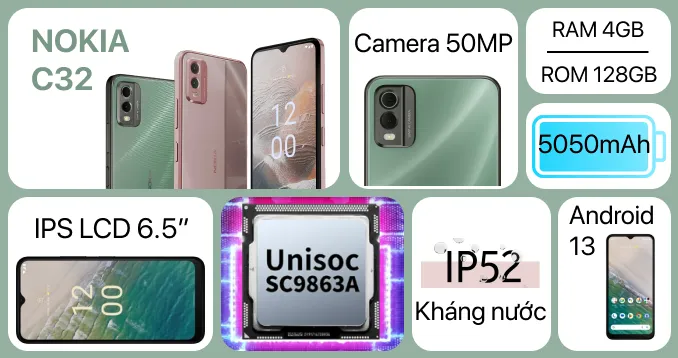 NOKIA
C32
12
00
Camera 50MP
RAM 4GB
ROM 128GB
5050mAh
IPS LCD 6.5”
12
00
Unisoc
SC9863A
IP52
Kháng nước
Android
13